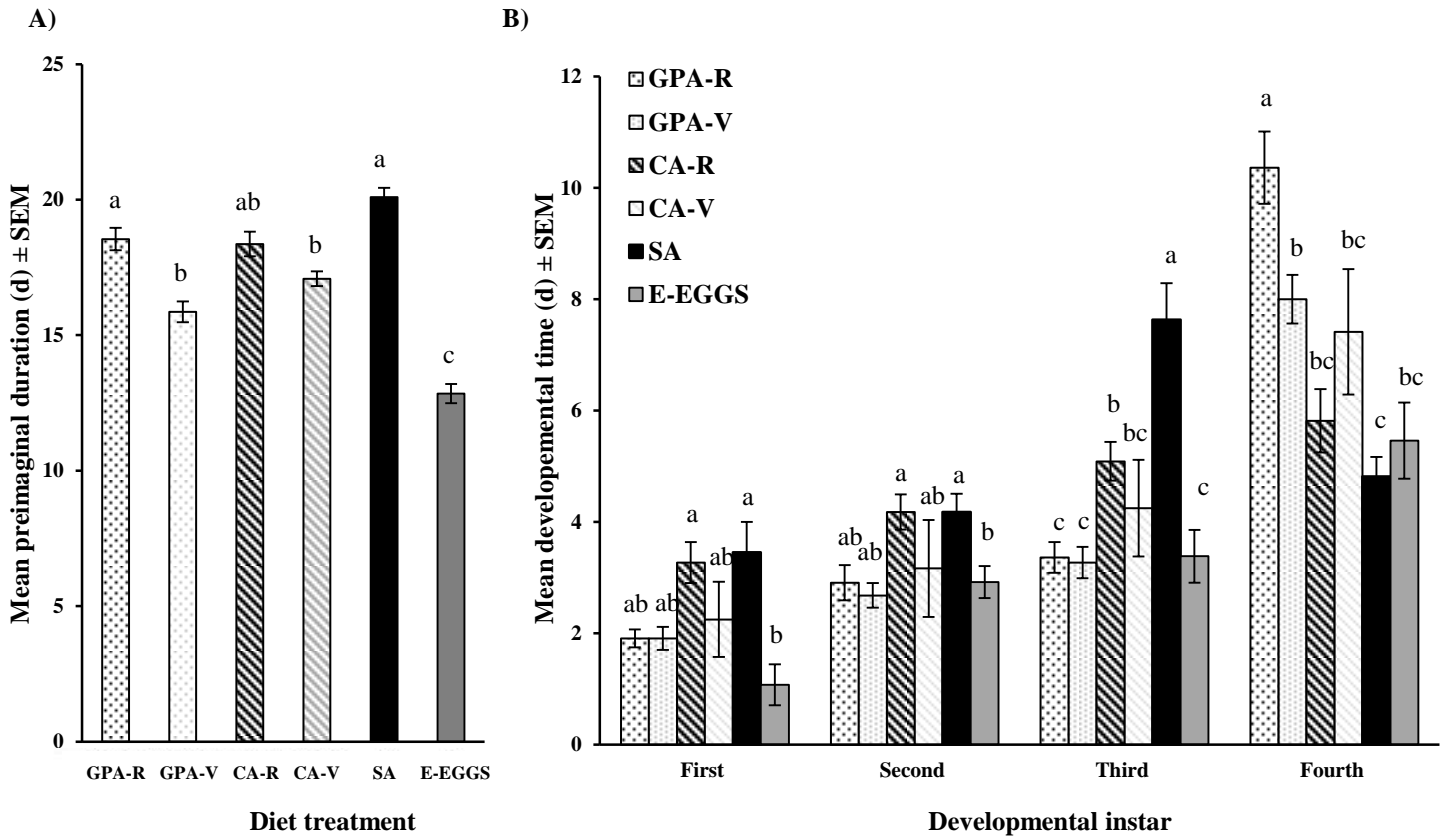 A)
Mean preimaginal duration (d) ± SEM
25
20
15
10
5
0
a
b
ab
b
a
c
GPA-R GPA-V CA-R CA-V SA E-EGGS
Diet treatment
B)
Mean developemental time (d) ± SEM
12
10
8
6
4
2
0
GPA-R
GPA-V
CA-R
CA-V
SA
E-EGGS
ab ab a ab a b
ab ab a ab a b
c c b bc a c
a b bc bc c bc
First Second Third Fourth
Developmental instar